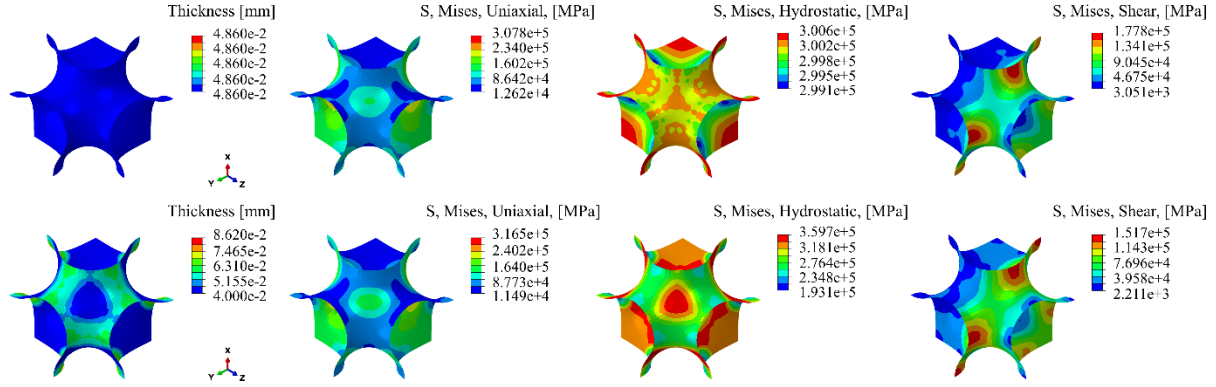 Thickness [mm]
4.860e-2
4.860e-2
4.860e-2
4.860e-2
4.860e-2
X
Y
Z
S, Mises, Uniaxial, [MPa]
3.078e+5
2.340e+5
1.602e+5
8.642e+4
1.262e+4
S, Mises, Hydrostatic, [MPa]
3.006e+5
3.002e+5
2.998e+5
2.995e+5
2.991e+5
S, Mises, Shear, [MPa]
1.778e+5
1.341e+5
9.045e+4
4.675e+4
3.051e+3
Thickness [mm]
8.620e-2
7.465e-2
6.310e-2
5.155e-2
4.000e-2
X
Y
Z
S, Mises, Uniaxial, [MPa]
3.165e+5
2.402e+5
1.640e+5
8.773e+4
1.149e+4
S, Mises, Hydrostatic, [MPa]
3.597e+5
3.181e+5
2.764e+5
2.348e+5
1.931e+5
S, Mises, Shear, [MPa]
1.517e+5
1.143e+5
7.696e+4
3.958e+4
2.211e+3